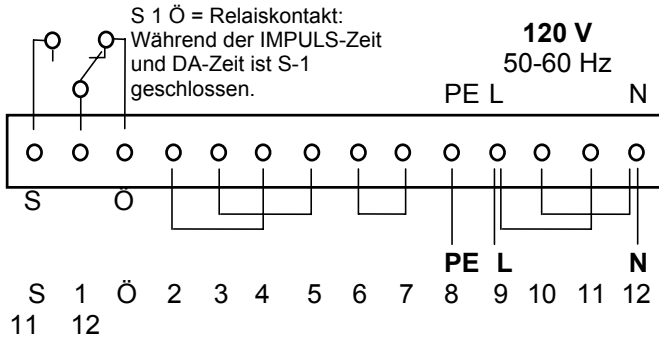 S 1 Ö = Relaiskontakt:
Während der IMPULS-Zeit
und DA-Zeit ist S-1
geschlossen.
120 V
50-60 Hz
PE L N
S Ö
PE L N
S 1 Ö 2 3 4 5 6 7 8 9 10 11 12
11 12